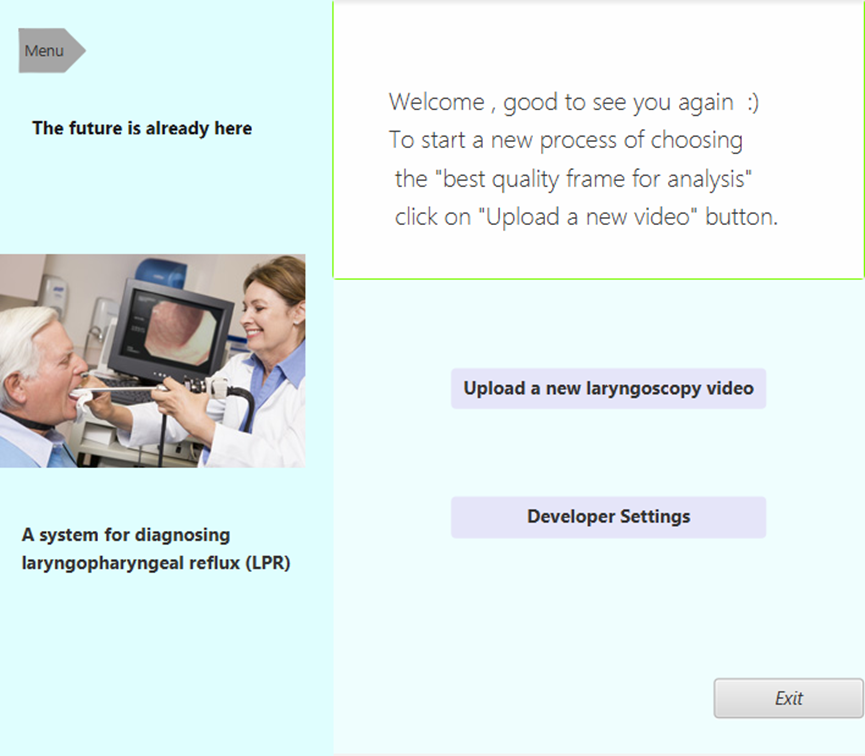 Menu
The future is already here
A system for diagnosing
laryngopharyngeal reflux (LPR)
Welcome , good to see you again  :)
To start a new process of choosing
the "best quality frame for analysis"
click on "Upload a new video" button.
Upload a new laryngoscopy video
Developer Settings
Exit